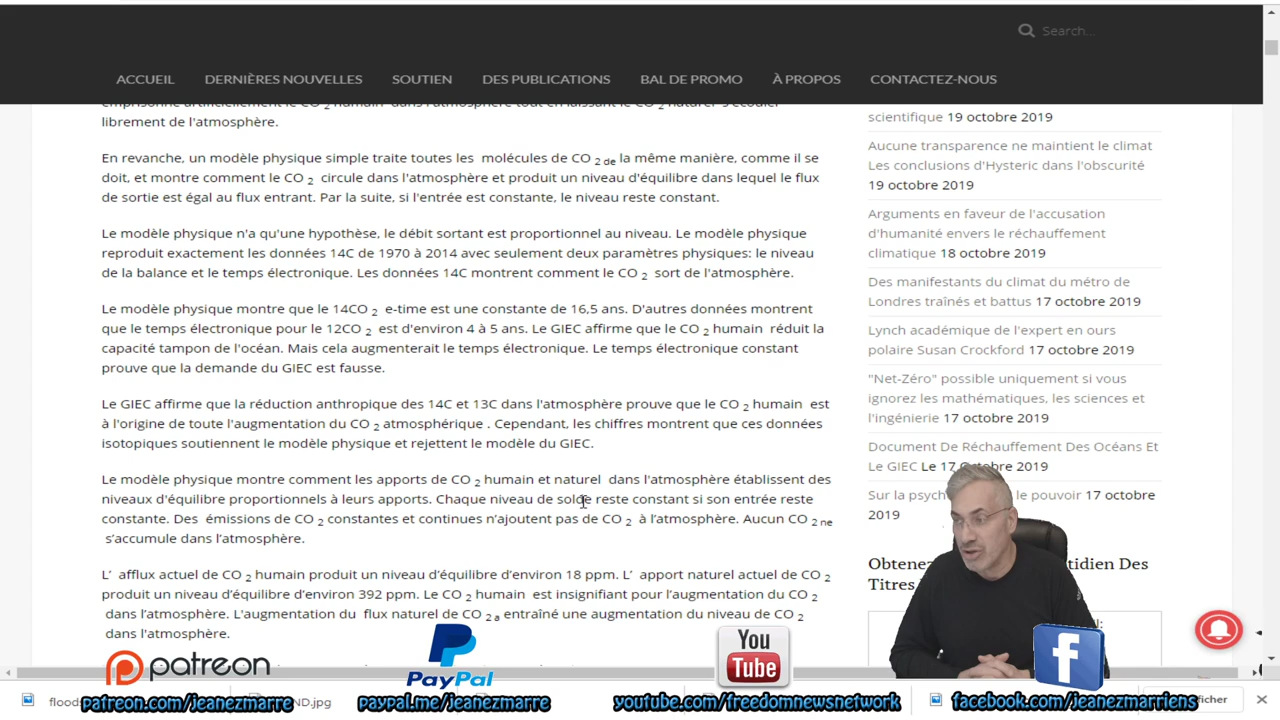 Search...
ACCUEIL DERNIÈRES NOUVELLES SOUTIEN DES PUBLICATIONS BAL DE PROMO À PROPOS CONTACTEZ-NOUS
emprisonne artificiellement le CO 2 humain dans l'atmosphère tout en laissant le CO 2 naturel s'écouler
librement de l'atmosphère.
En revanche, un modèle physique simple traite toutes les molécules de CO 2 de la même manière, comme il se
doit, et montre comment le CO 2 circule dans l'atmosphère et produit un niveau d'équilibre dans lequel le flux
de sortie est égal au flux entrant. Par la suite, si l'entrée est constante, le niveau reste constant.
Le modèle physique n'a qu'une hypothèse, le débit sortant est proportionnel au niveau. Le modèle physique
reproduit exactement les données 14C de 1970 à 2014 avec seulement deux paramètres physiques: le niveau
de la balance et le temps électronique. Les données 14C montrent comment le CO 2 sort de l'atmosphère.
Le modèle physique montre que le 14CO 2 e-time est une constante de 16,5 ans. D'autres données montrent
que le temps électronique pour le 12CO 2 est d'environ 4 à 5 ans. Le GIEC affirme que le CO 2 humain réduit la
capacité tampon de l'océan. Mais cela augmenterait le temps électronique. Le temps électronique constant
prouve que la demande du GIEC est fausse.
Le GIEC affirme que la réduction anthropique des 14C et 13C dans l'atmosphère prouve que le CO 2 humain est
à l'origine de toute l'augmentation du CO 2 atmosphérique . Cependant, les chiffres montrent que ces données
isotopiques soutiennent le modèle physique et rejettent le modèle du GIEC.
Le modèle physique montre comment les apports de CO 2 humain et naturel dans l'atmosphère établissent des
niveaux d'équilibre proportionnels à leurs apports. Chaque niveau de solde reste constant si son entrée reste
constante. Des émissions de CO 2 constantes et continues n'ajoutent pas de CO 2 à l'atmosphère. Aucun CO 2 ne
s'accumule dans l'atmosphère.
L' afflux actuel de CO 2 humain produit un niveau d'équilibre d'environ 18 ppm. L' apport naturel actuel de CO 2
produit un niveau d'équilibre d'environ 392 ppm. Le CO 2 humain est insignifiant pour l'augmentation du CO 2
dans l'atmosphère. L'augmentation du flux naturel de CO 2 a entraîné une augmentation du niveau de CO 2
dans l'atmosphère.
scientifique 19 octobre 2019
Aucune transparence ne maintient le climat
Les conclusions d'Hysteric dans l'obscurité
19 octobre 2019
Arguments en faveur de l'accusation
d'humanité envers le réchauffement
climatique 18 octobre 2019
Des manifestants du climat du métro de
Londres traînés et battus 17 octobre 2019
Lynch académique de l'expert en ours
polaire Susan Crockford 17 octobre 2019
"Net-Zéro" possible uniquement si vous
ignorez les mathématiques, les sciences et
l'ingénierie 17 octobre 2019
Document De Réchauffement Des Océans Et
Le GIEC Le 17 Octobre 2019
Sur la le pouvoir 17 octobre
2019
Titres
patreon
PayPal
You
Tube
f
patreon.com/jeanezmarre
paypal.me/jeanezmarre
youtube.com/freedomnewsnetwork
facebook.com/jeanezmarriens